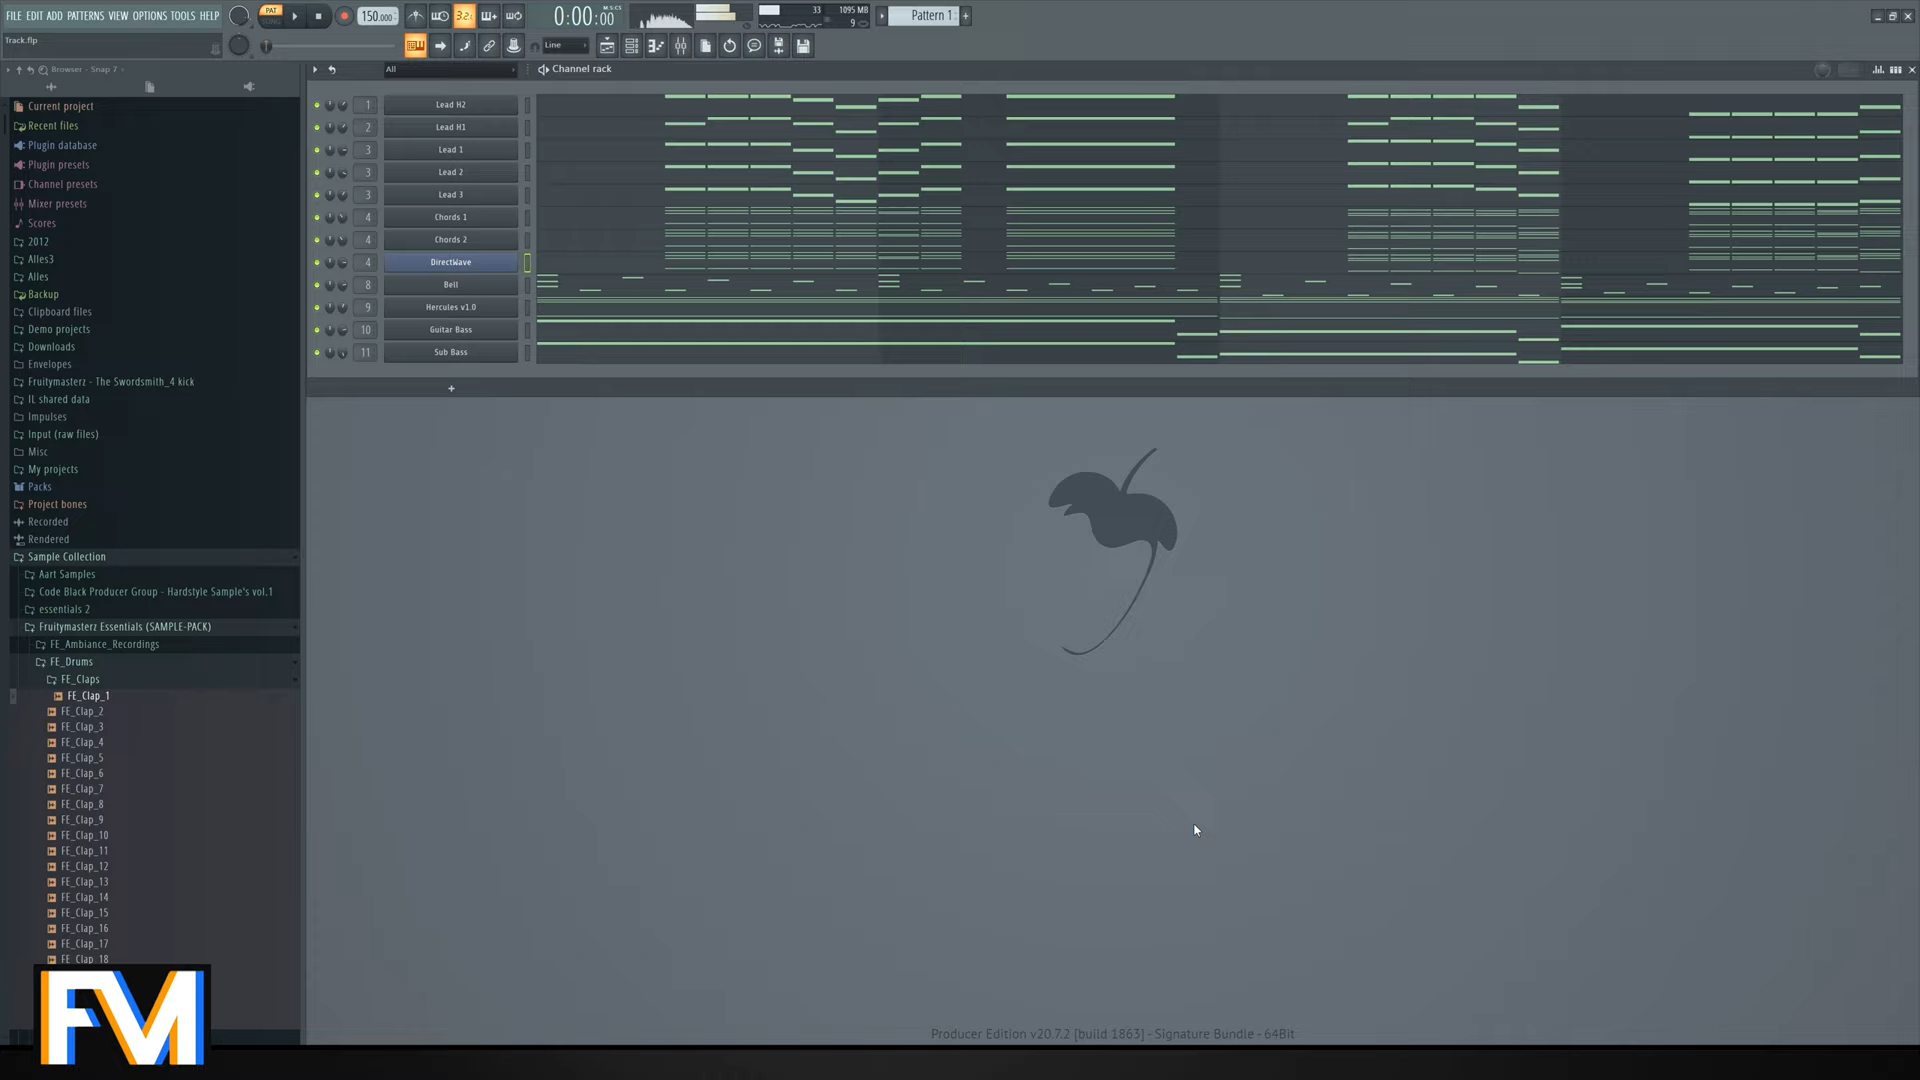 FILE EDIT ADD PATTERNS VIEW OPTIONS TOOLS HELP
PAT
SONG
150.000
3.2.
0:00:00
M:S:CS
33
1095 MB
9
Pattern 1
+
Track.flp
Line
Browser - Snap 7
All
Channel rack
Current project
Recent files
Plugin database
Plugin presets
Channel presets
Mixer presets
Scores
2012
Alles3
Alles
Backup
Clipboard files
Demo projects
Downloads
Envelopes
Fruitymasterz - The Swordsmith_4 kick
IL shared data
Impulses
Input (raw files)
Misc
My projects
Packs
Project bones
Recorded
Rendered
Sample Collection
Aart Samples
Code Black Producer Group - Hardstyle Sample's vol.1
essentials 2
Fruitymasterz Essentials (SAMPLE-PACK)
FE_Ambiance_Recordings
FE_Drums
FE_Claps
FE_Clap_1
FE_Clap_2
FE_Clap_3
FE_Clap_4
FE_Clap_5
FE_Clap_6
FE_Clap_7
FE_Clap_8
FE_Clap_9
FE_Clap_10
FE_Clap_11
FE_Clap_12
FE_Clap_13
FE_Clap_14
FE_Clap_15
FE_Clap_16
FE_Clap_17
FE_Clap_18
1 Lead H2
2 Lead H1
3 Lead 1
3 Lead 2
3 Lead 3
4 Chords 1
4 Chords 2
4 DirectWave
8 Bell
9 Hercules v1.0
10 Guitar Bass
11 Sub Bass
+
Producer Edition v20.7.2 [build 1863] - Signature Bundle - 64Bit
FM